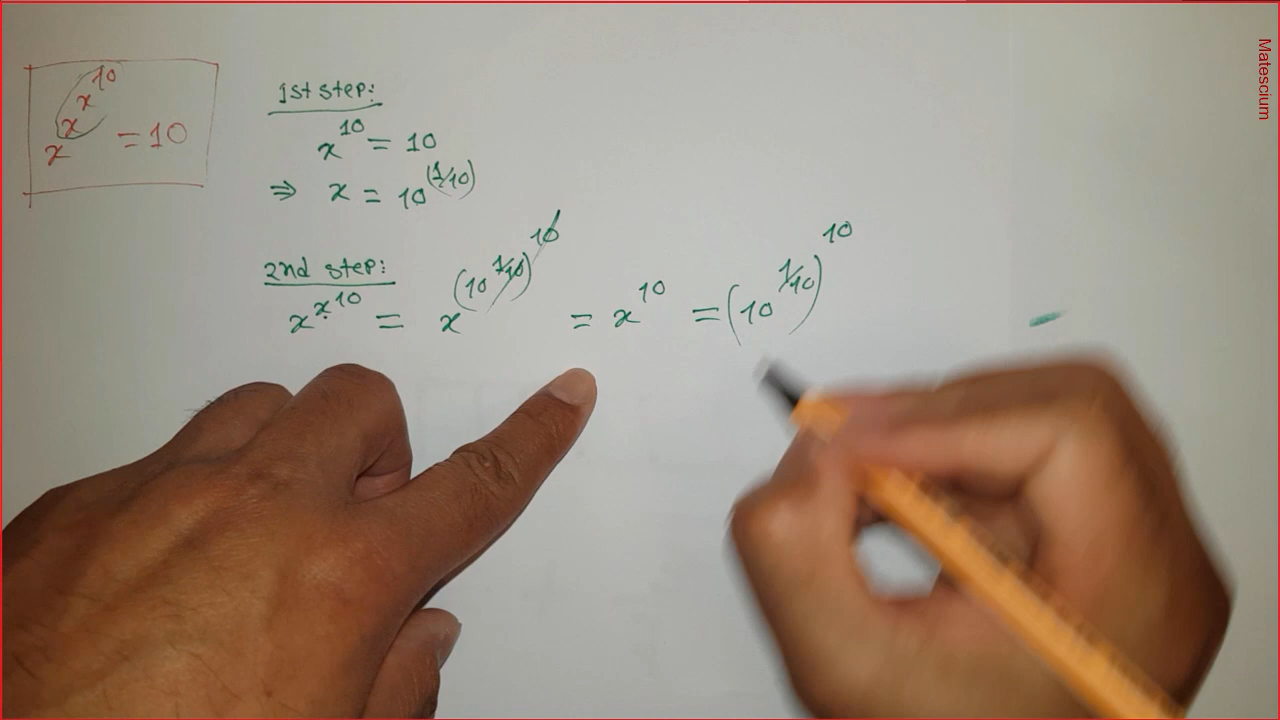 x^x^x^10 = 10
1st step:
x^10 = 10
⇒ x = 10^(1/10)
2nd step:
x^x^10 = x^(10^1/10)^10 = x^10 = (10^1/10)^10
Matescium